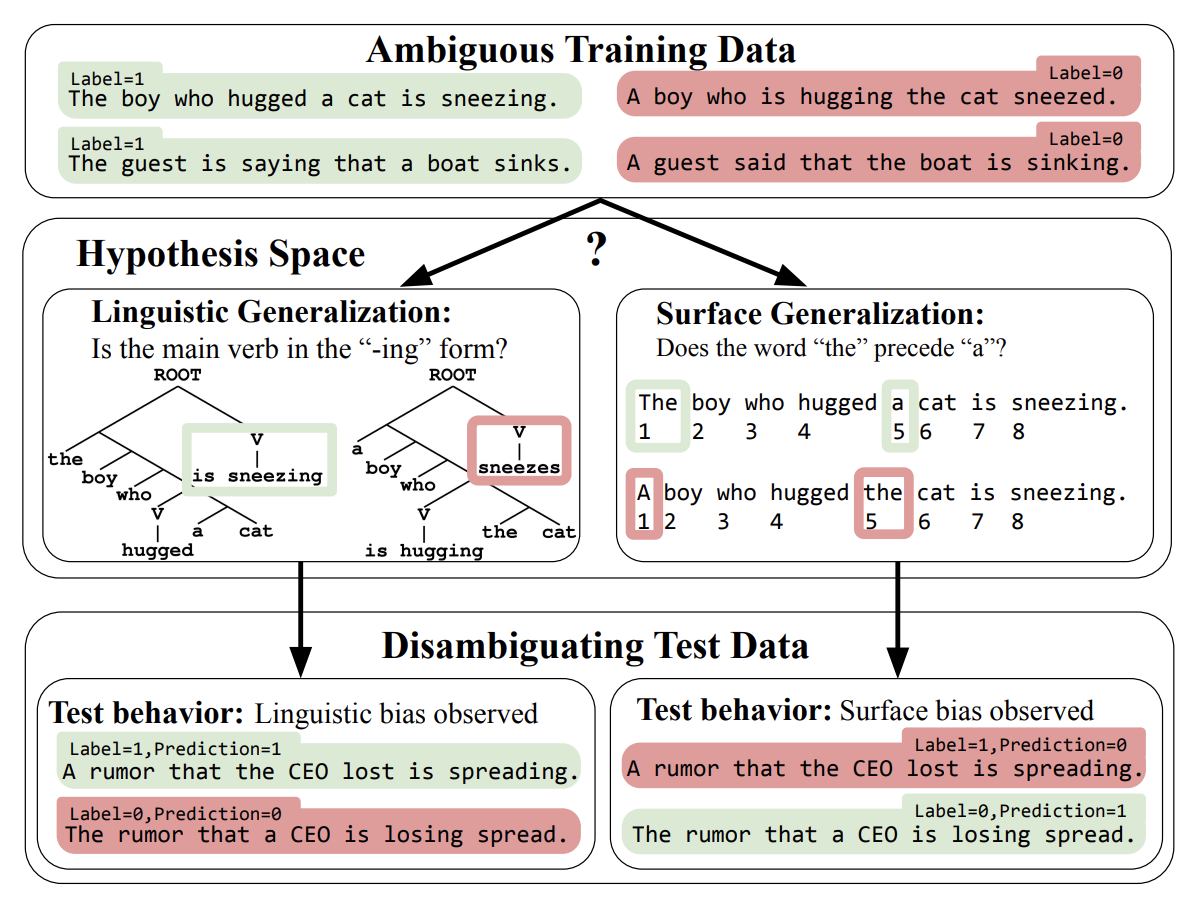 Ambiguous Training Data
Label=1
The boy who hugged a cat is sneezing.
Label=0
A boy who is hugging the cat sneezed.
Label=1
The guest is saying that a boat sinks.
Label=0
A guest said that the boat is sinking.
Hypothesis Space
?
Linguistic Generalization:
Is the main verb in the “-ing” form?
ROOT
V
the
is sneezing
boy
who
V
a
cat
hugged
ROOT
V
a
boy
sneezes
who
V
the
cat
is hugging
Surface Generalization:
Does the word “the” precede “a”?
The boy who hugged a cat is sneezing.
1 2 3 4 5 6 7 8
A boy who hugged the cat is sneezing.
1 2 3 4 5 6 7 8
Disambiguating Test Data
Test behavior: Linguistic bias observed
Label=1,Prediction=1
A rumor that the CEO lost is spreading.
Label=0,Prediction=0
The rumor that a CEO is losing spread.
Test behavior: Surface bias observed
Label=1,Prediction=0
A rumor that the CEO lost is spreading.
Label=0,Prediction=1
The rumor that a CEO is losing spread.